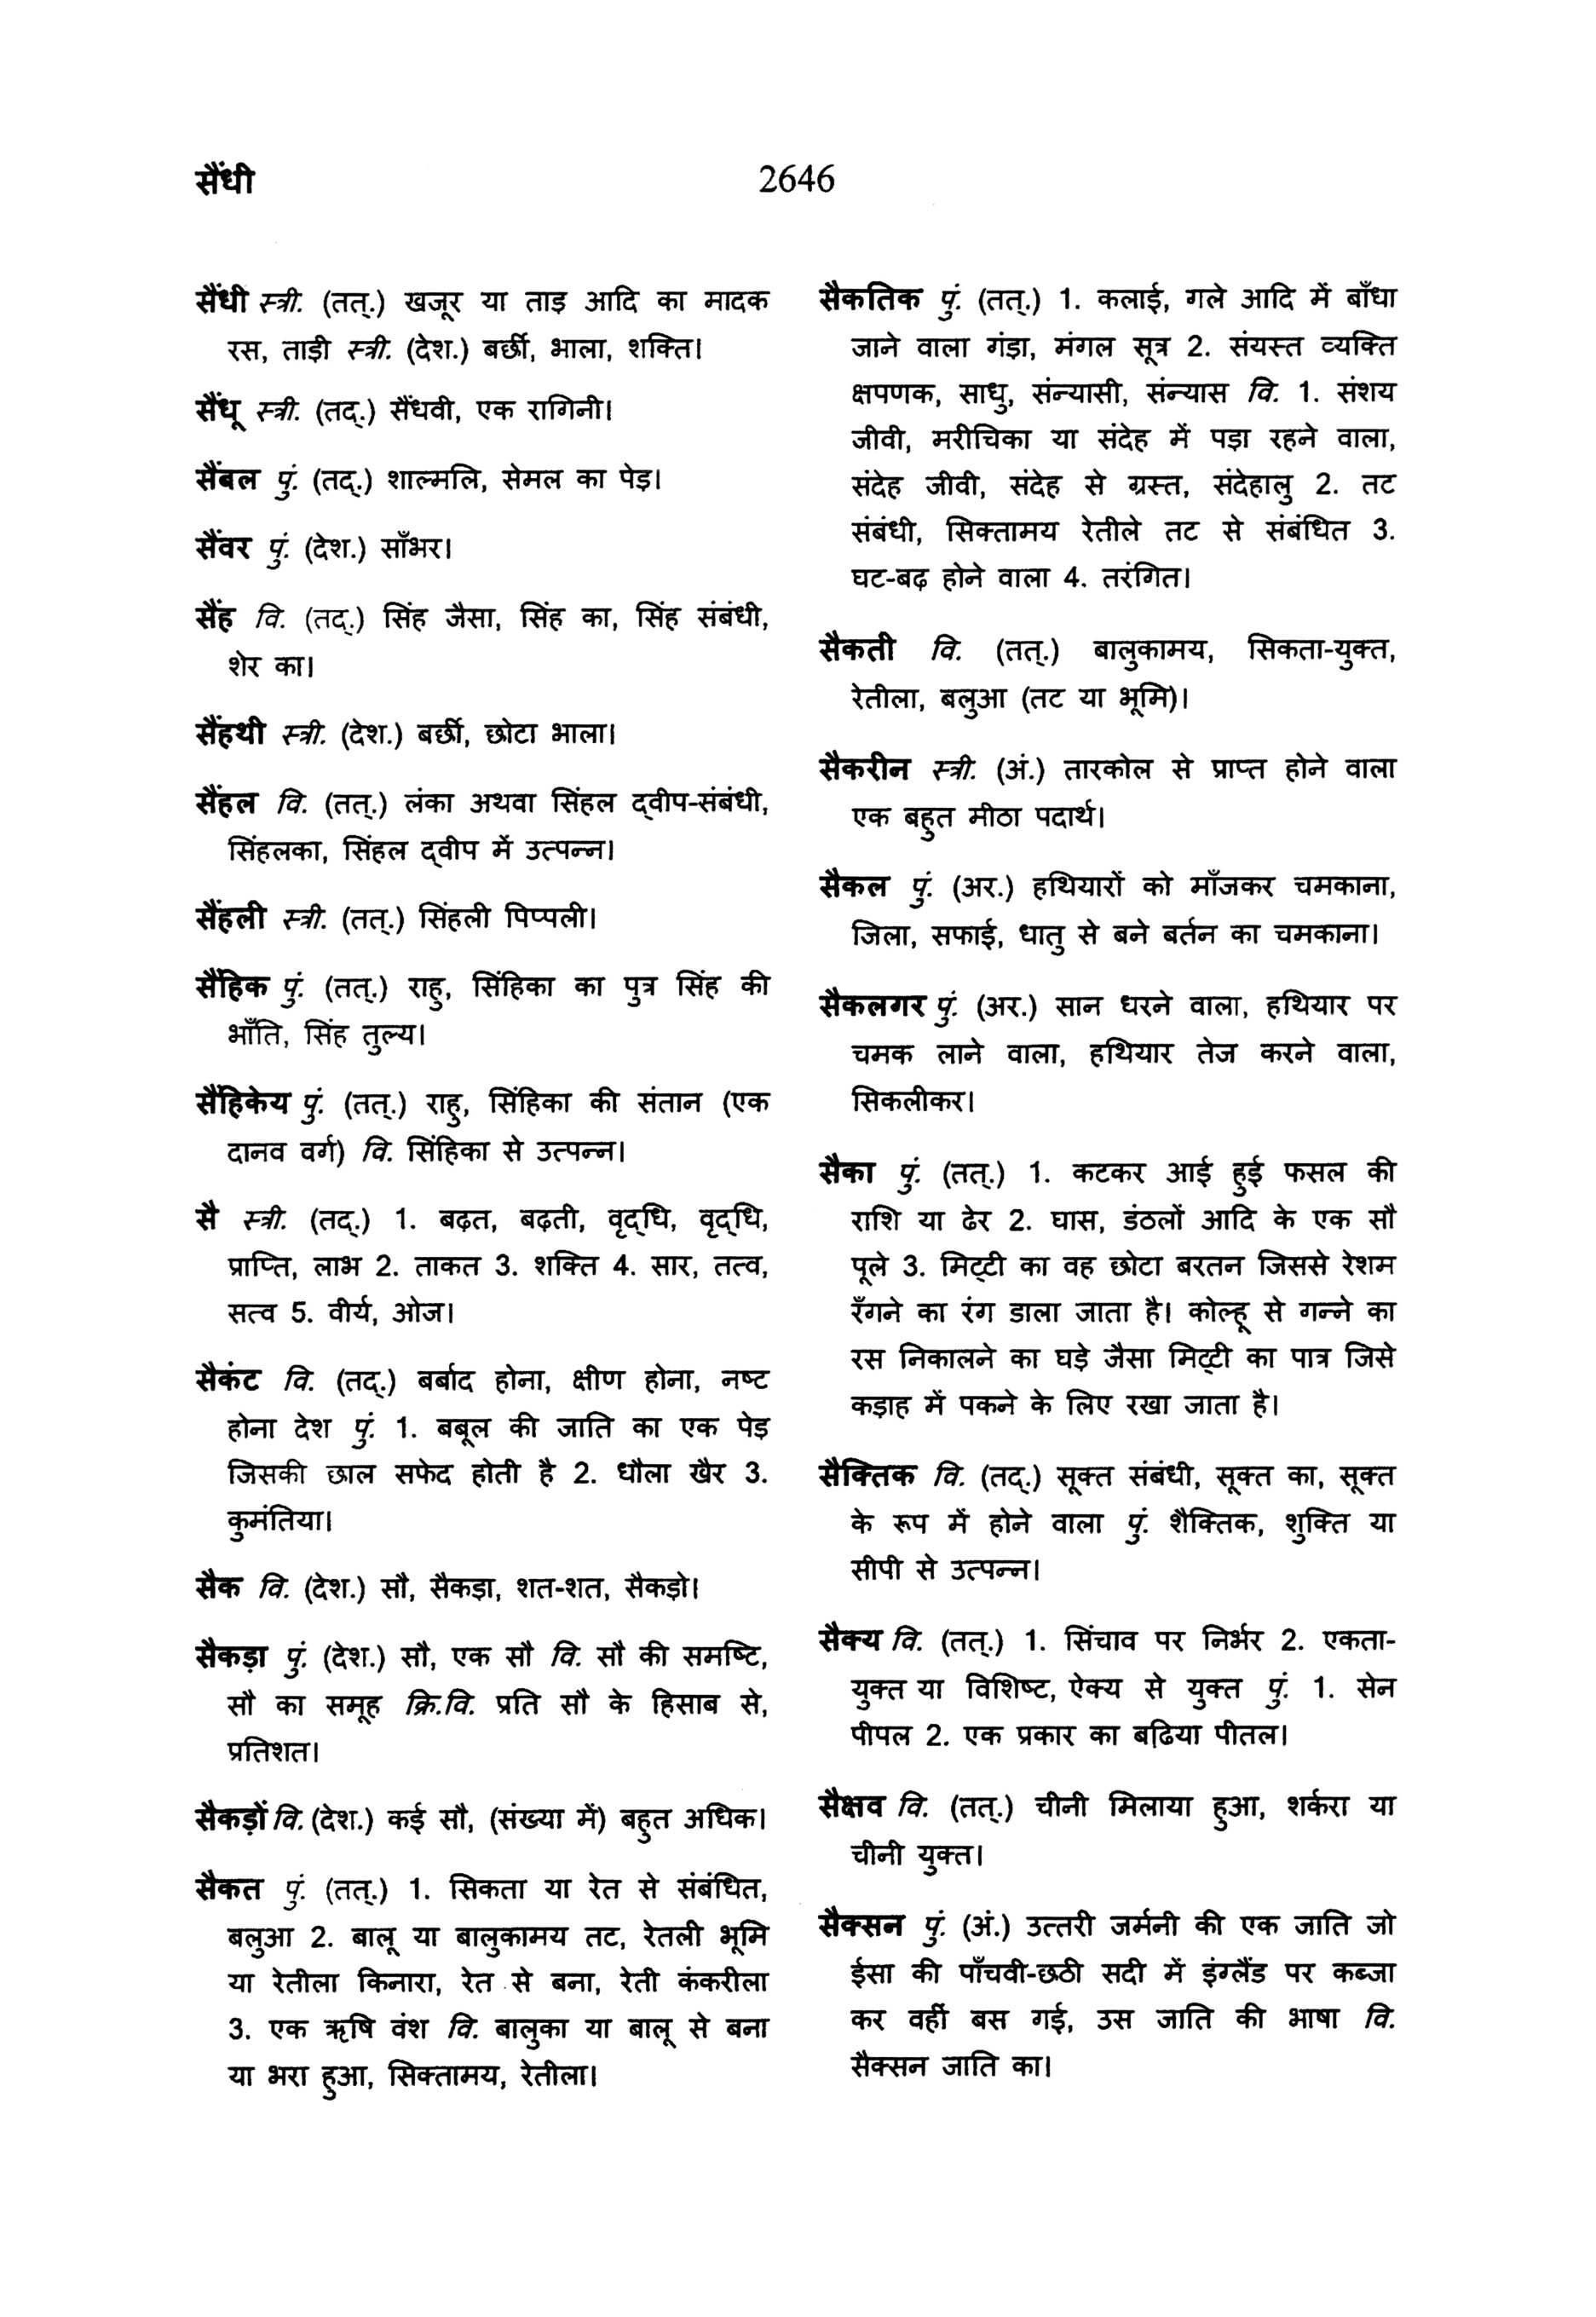 सैंधी
2646
सैंधी स्त्री. (तत्.) खजूर या ताड़ आदि का मादक
रस, ताड़ी स्त्री. (देश.) बर्छी, भाला, शक्ति।
सैंधू स्त्री. (तद्.) सैंधवी, एक रागिनी।
सैंबल पुं. (तद्.) शाल्मलि, सेमल का पेड़।
सैंवर पुं. (देश.) साँभर।
सैंह वि. (तद्.) सिंह जैसा, सिंह का, सिंह संबंधी,
शेर का।
सैंहथी स्त्री. (देश.) बर्छी, छोटा भाला।
सैंहल वि. (तत्.) लंका अथवा सिंहल द्वीप-संबंधी,
सिंहलका, सिंहल द्वीप में उत्पन्न।
सैंहली स्त्री. (तत्.) सिंहली पिप्पली।
सैंहिक पुं. (तत्.) राहु, सिंहिका का पुत्र सिंह की
भाँति, सिंह तुल्य।
सैंहिकेय पुं. (तत्.) राहु, सिंहिका की संतान (एक
दानव वर्ग) वि. सिंहिका से उत्पन्न।
सै स्त्री. (तद्.) 1. बढ़त, बढ़ती, वृद्धि, वृद्धि,
प्राप्ति, लाभ 2. ताकत 3. शक्ति 4. सार, तत्व,
सत्व 5. वीर्य, ओज।
सैकंट वि. (तद्.) बर्बाद होना, क्षीण होना, नष्ट
होना देश पुं. 1. बबूल की जाति का एक पेड़
जिसकी छाल सफेद होती है 2. धौला खैर 3.
कुमंतिया।
सैक वि. (देश.) सौ, सैकड़ा, शत-शत, सैकड़ो।
सैकड़ा पुं. (देश.) सौ, एक सौ वि. सौ की समष्टि,
सौ का समूह क्रि.वि. प्रति सौ के हिसाब से,
प्रतिशत।
सैकड़ों वि. (देश.) कई सौ, (संख्या में) बहुत अधिक।
सैकत पुं. (तत्.) 1. सिकता या रेत से संबंधित,
बलुआ 2. बालू या बालुकामय तट, रेतली भूमि
या रेतीला किनारा, रेत से बना, रेती कंकरीला
3. एक ऋषि वंश वि. बालुका या बालू से बना
या भरा हुआ, सिक्तामय, रेतीला।
सैकतिक पुं. (तत्.) 1. कलाई, गले आदि में बाँधा
जाने वाला गंड़ा, मंगल सूत्र 2. संयस्त व्यक्ति
क्षपणक, साधु, संन्यासी, संन्यास वि. 1. संशय
जीवी, मरीचिका या संदेह में पड़ा रहने वाला,
संदेह जीवी, संदेह से ग्रस्त, संदेहालु 2. तट
संबंधी, सिक्तामय रेतीले तट से संबंधित 3.
घट-बढ़ होने वाला 4. तरंगित।
सैकती वि. (तत्.) बालुकामय, सिकता-युक्त,
रेतीला, बलुआ (तट या भूमि)।
सैकरीन स्त्री. (अं.) तारकोल से प्राप्त होने वाला
एक बहुत मीठा पदार्थ।
सैकल पुं. (अर.) हथियारों को माँजकर चमकाना,
जिला, सफाई, धातु से बने बर्तन का चमकाना।
सैकलगर पुं. (अर.) सान धरने वाला, हथियार पर
चमक लाने वाला, हथियार तेज करने वाला,
सिकलीकर।
सैका पुं. (तत्.) 1. कटकर आई हुई फसल की
राशि या ढेर 2. घास, डंठलों आदि के एक सौ
पूले 3. मिट्टी का वह छोटा बरतन जिससे रेशम
रँगने का रंग डाला जाता है। कोल्हू से गन्ने का
रस निकालने का घड़े जैसा मिट्टी का पात्र जिसे
कड़ाह में पकने के लिए रखा जाता है।
सैक्तिक वि. (तद्.) सूक्त संबंधी, सूक्त का, सूक्त
के रूप में होने वाला पुं. शैक्तिक, शुक्ति या
सीपी से उत्पन्न।
सैक्य वि. (तत्.) 1. सिंचाव पर निर्भर 2. एकता-
युक्त या विशिष्ट, ऐक्य से युक्त पुं. 1. सेन
पीपल 2. एक प्रकार का बढि़या पीतल।
सैक्षव वि. (तत्.) चीनी मिलाया हुआ, शर्करा या
चीनी युक्त।
सैक्सन पुं. (अं.) उत्तरी जर्मनी की एक जाति जो
ईसा की पाँचवी-छठी सदी में इंग्लैंड पर कब्जा
कर वहीं बस गई, उस जाति की भाषा वि.
सैक्सन जाति का।